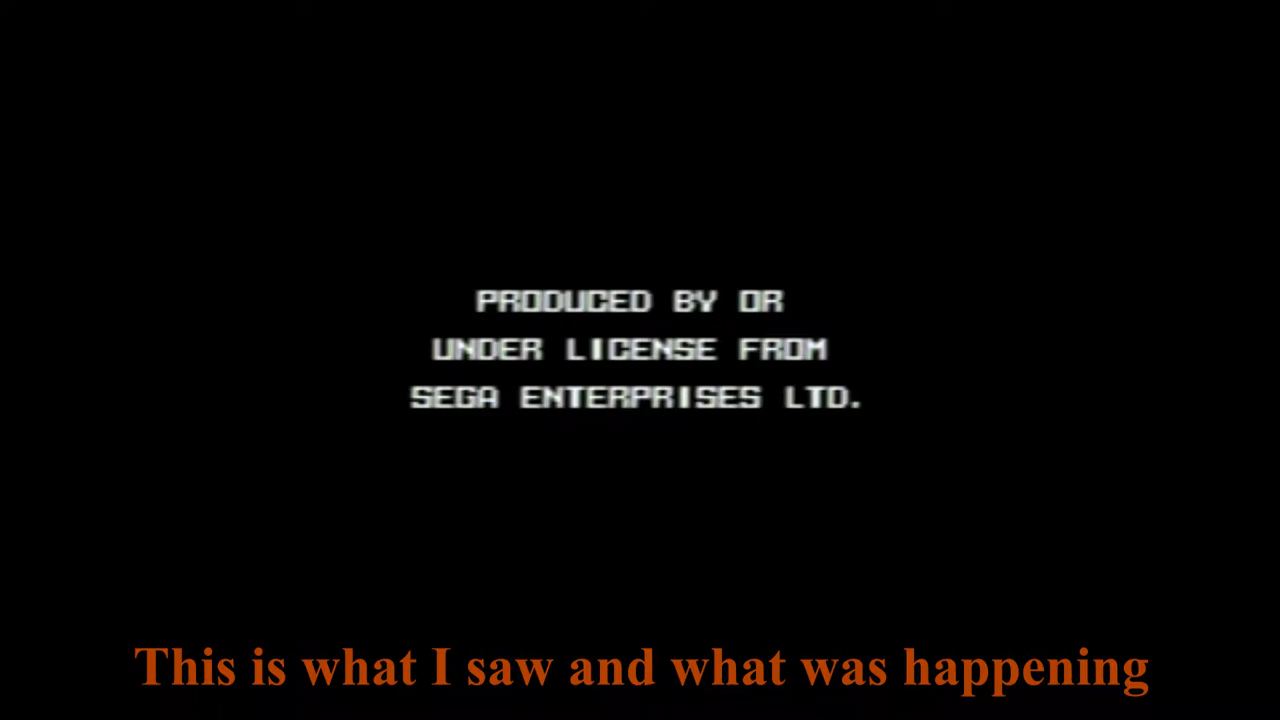 PRODUCED BY OR
UNDER LICENSE FROM
SEGA ENTERPRISES LTD.
This is what I saw and what was happening